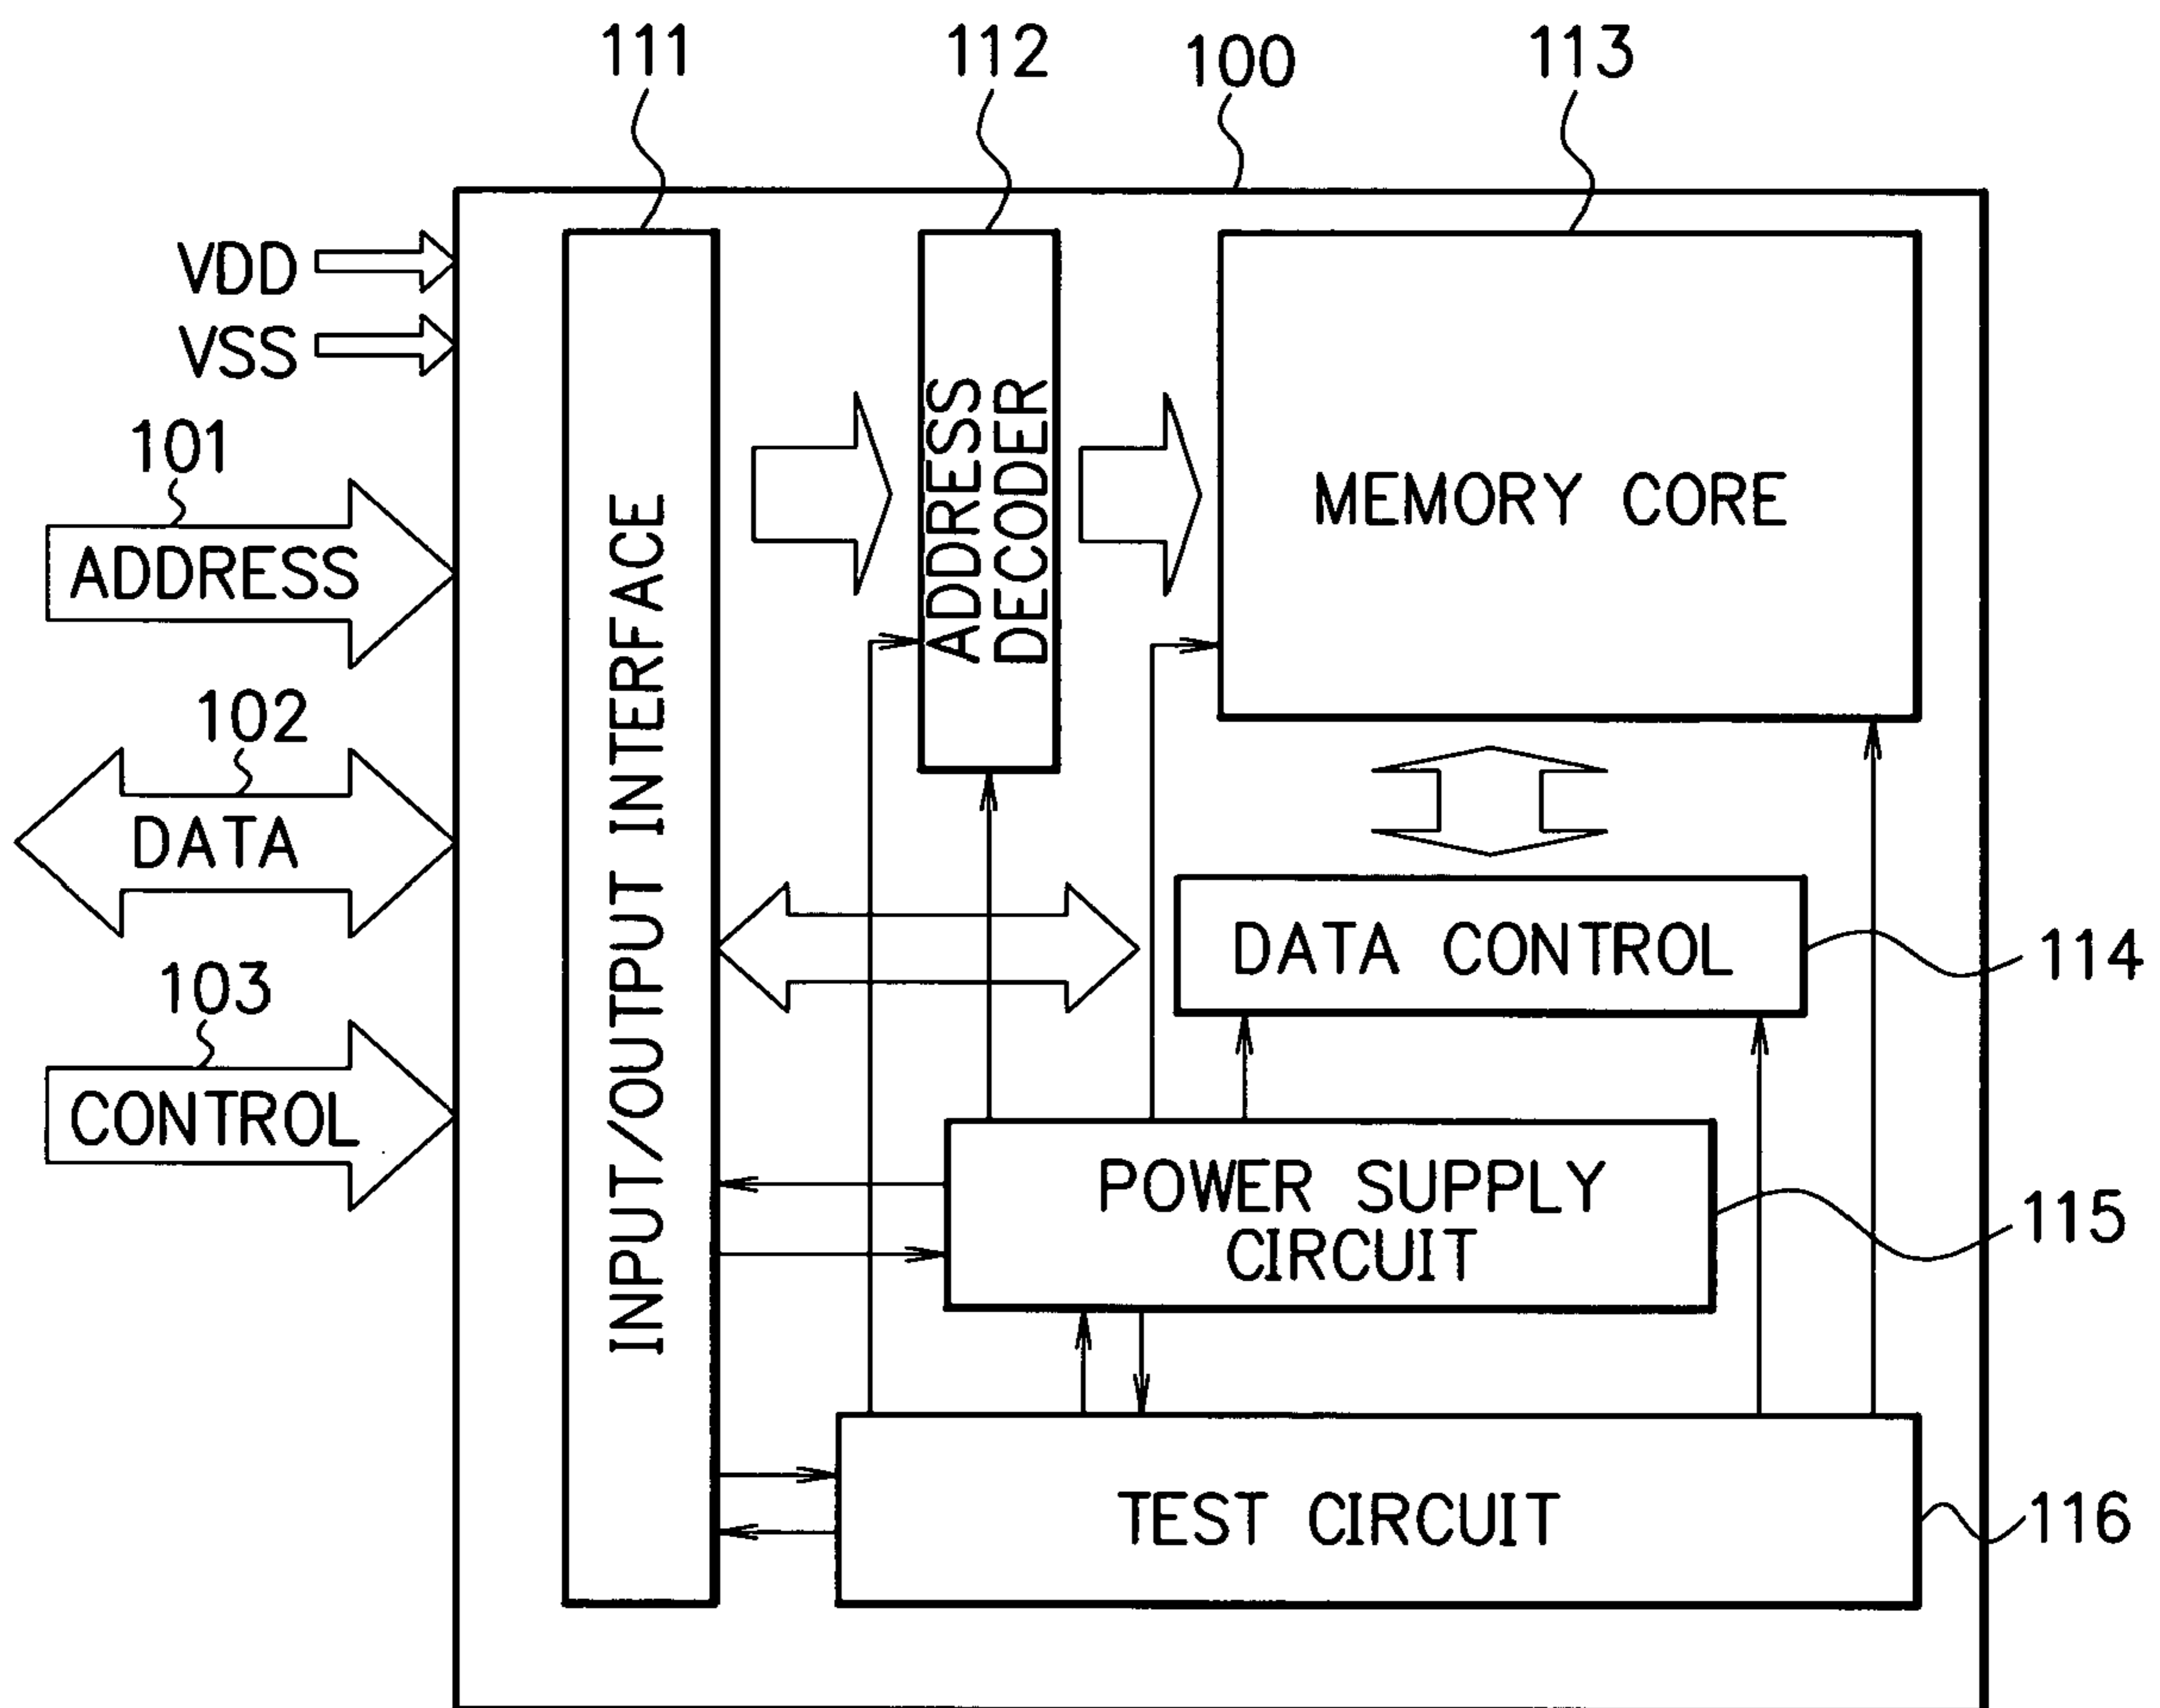 111
112
100
113
VDD
VSS
101
ADDRESS
102
DATA
103
CONTROL
INPUT/OUTPUT INTERFACE
ADDRESS
DECODER
MEMORY CORE
DATA CONTROL
114
POWER SUPPLY
CIRCUIT
115
TEST CIRCUIT
116